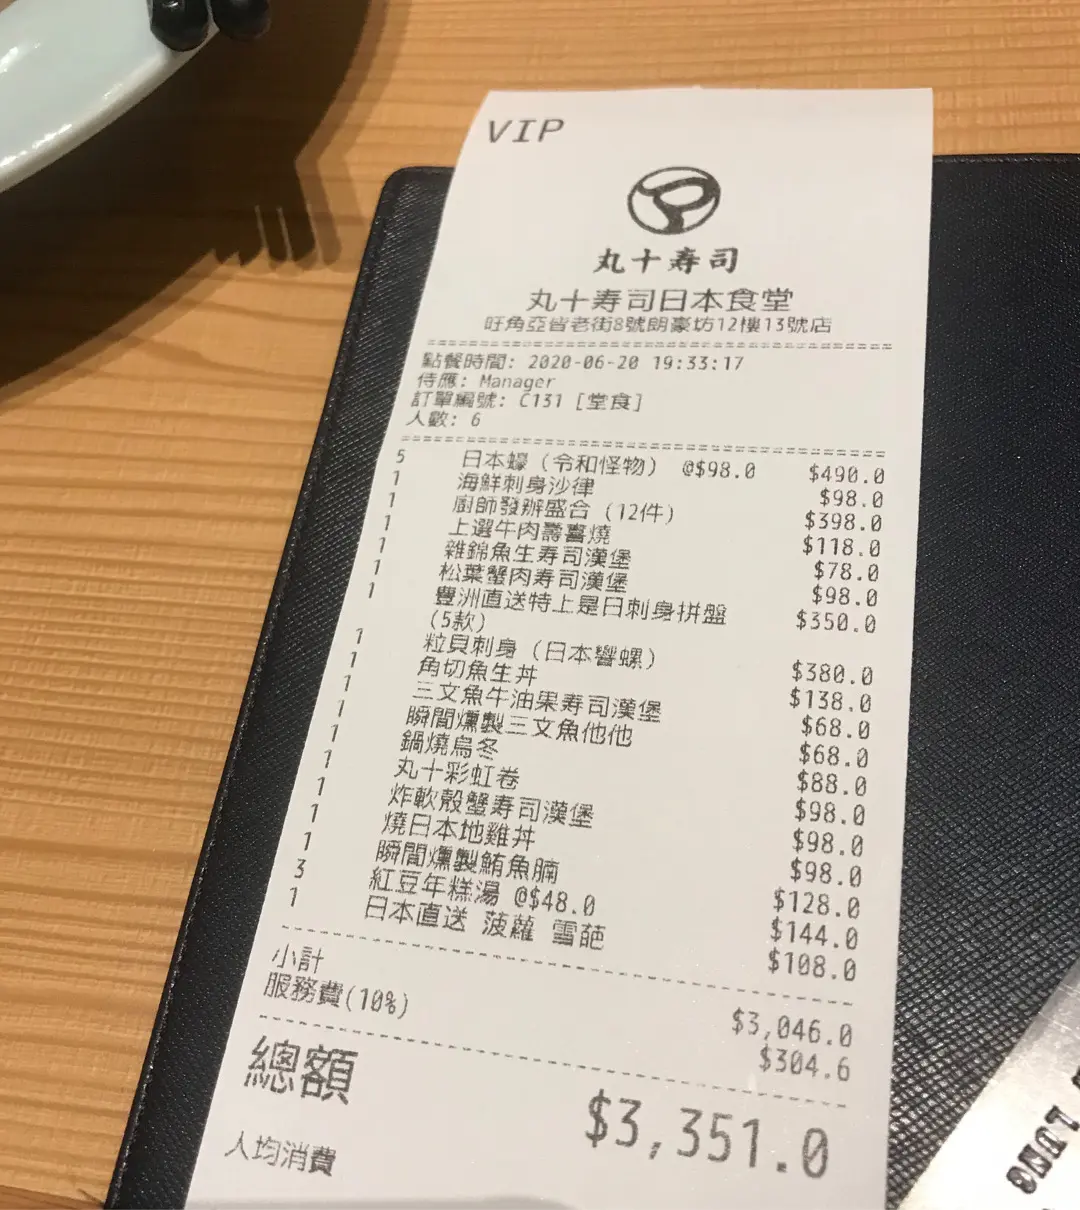 VIP
丸十寿司
丸十寿司日本食堂
旺角亞皆老街8號朗豪坊12樓13號店
點餐時間: 2020-06-20 19:33:17
侍應: Manager
訂單編號: C131 [堂食]
人數: 6
5 日本蠔 (令和怪物) @$98.0 $490.0
1 海鮮刺身沙律 $98.0
1 廚師發辦盛合 (12件) $398.0
1 上選牛肉壽喜燒 $118.0
1 雜錦魚生寿司漢堡 $78.0
1 松葉蟹肉寿司漢堡 $98.0
1 豐洲直送特上是日刺身拼盤 $350.0
(5款)
1 粒貝刺身 (日本響螺) $380.0
1 角切魚生丼 $138.0
1 三文魚牛油果寿司漢堡 $68.0
1 瞬間燻製三文魚他他 $68.0
1 鍋燒烏冬 $88.0
1 丸十彩虹卷 $98.0
1 炸軟殼蟹寿司漢堡 $98.0
1 燒日本地雞丼 $98.0
1 瞬間燻製鮪魚腩 $128.0
3 紅豆年糕湯 @$48.0 $144.0
1 日本直送 菠蘿 雪葩 $108.0
小計 $3,046.0
服務費(10%) $304.6
總額 $3,351.0
人均消費
LUNG